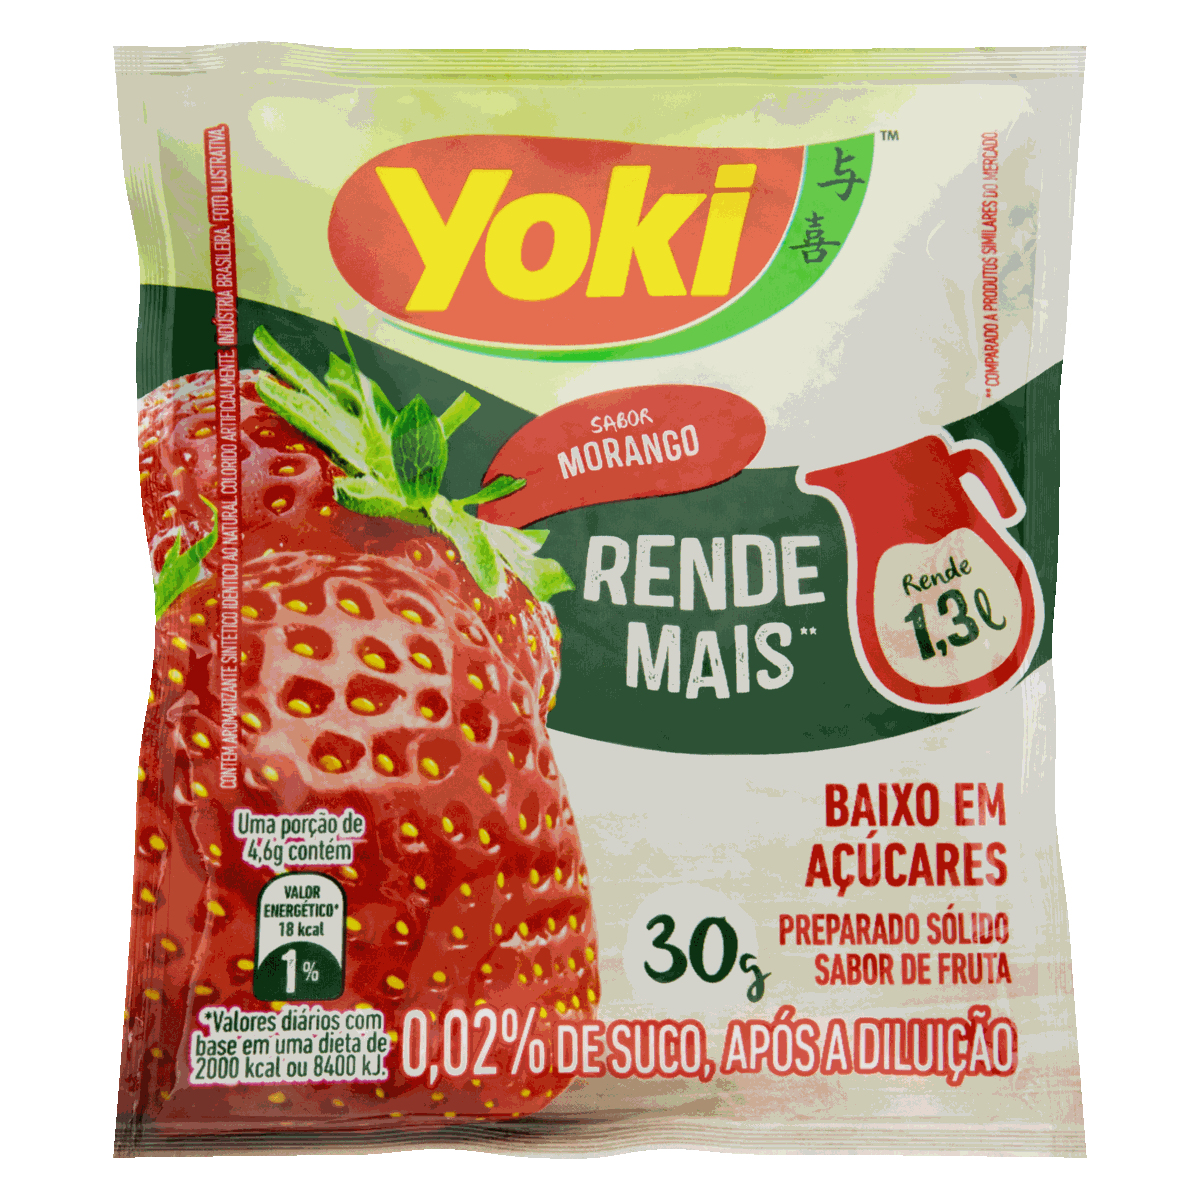 Yoki
TM
与
喜
CONTÉM AROMATIZANTE SINTÉTICO IDÊNTICO AO NATURAL. COLORIDO ARTIFICIALMENTE. INDÚSTRIA BRASILEIRA. FOTO ILUSTRATIVA.
**COMPARADO A PRODUTOS SIMILARES DO MERCADO.
SABOR
MORANGO
RENDE
MAIS**
Rende
1,3l
BAIXO EM
AÇÚCARES
Uma porção de
4,6g contém
VALOR
ENERGÉTICO*
18 kcal
1%
*Valores diários com
base em uma dieta de
2000 kcal ou 8400 kJ.
30g
PREPARADO SÓLIDO
SABOR DE FRUTA
0,02% DE SUCO, APÓS A DILUIÇÃO